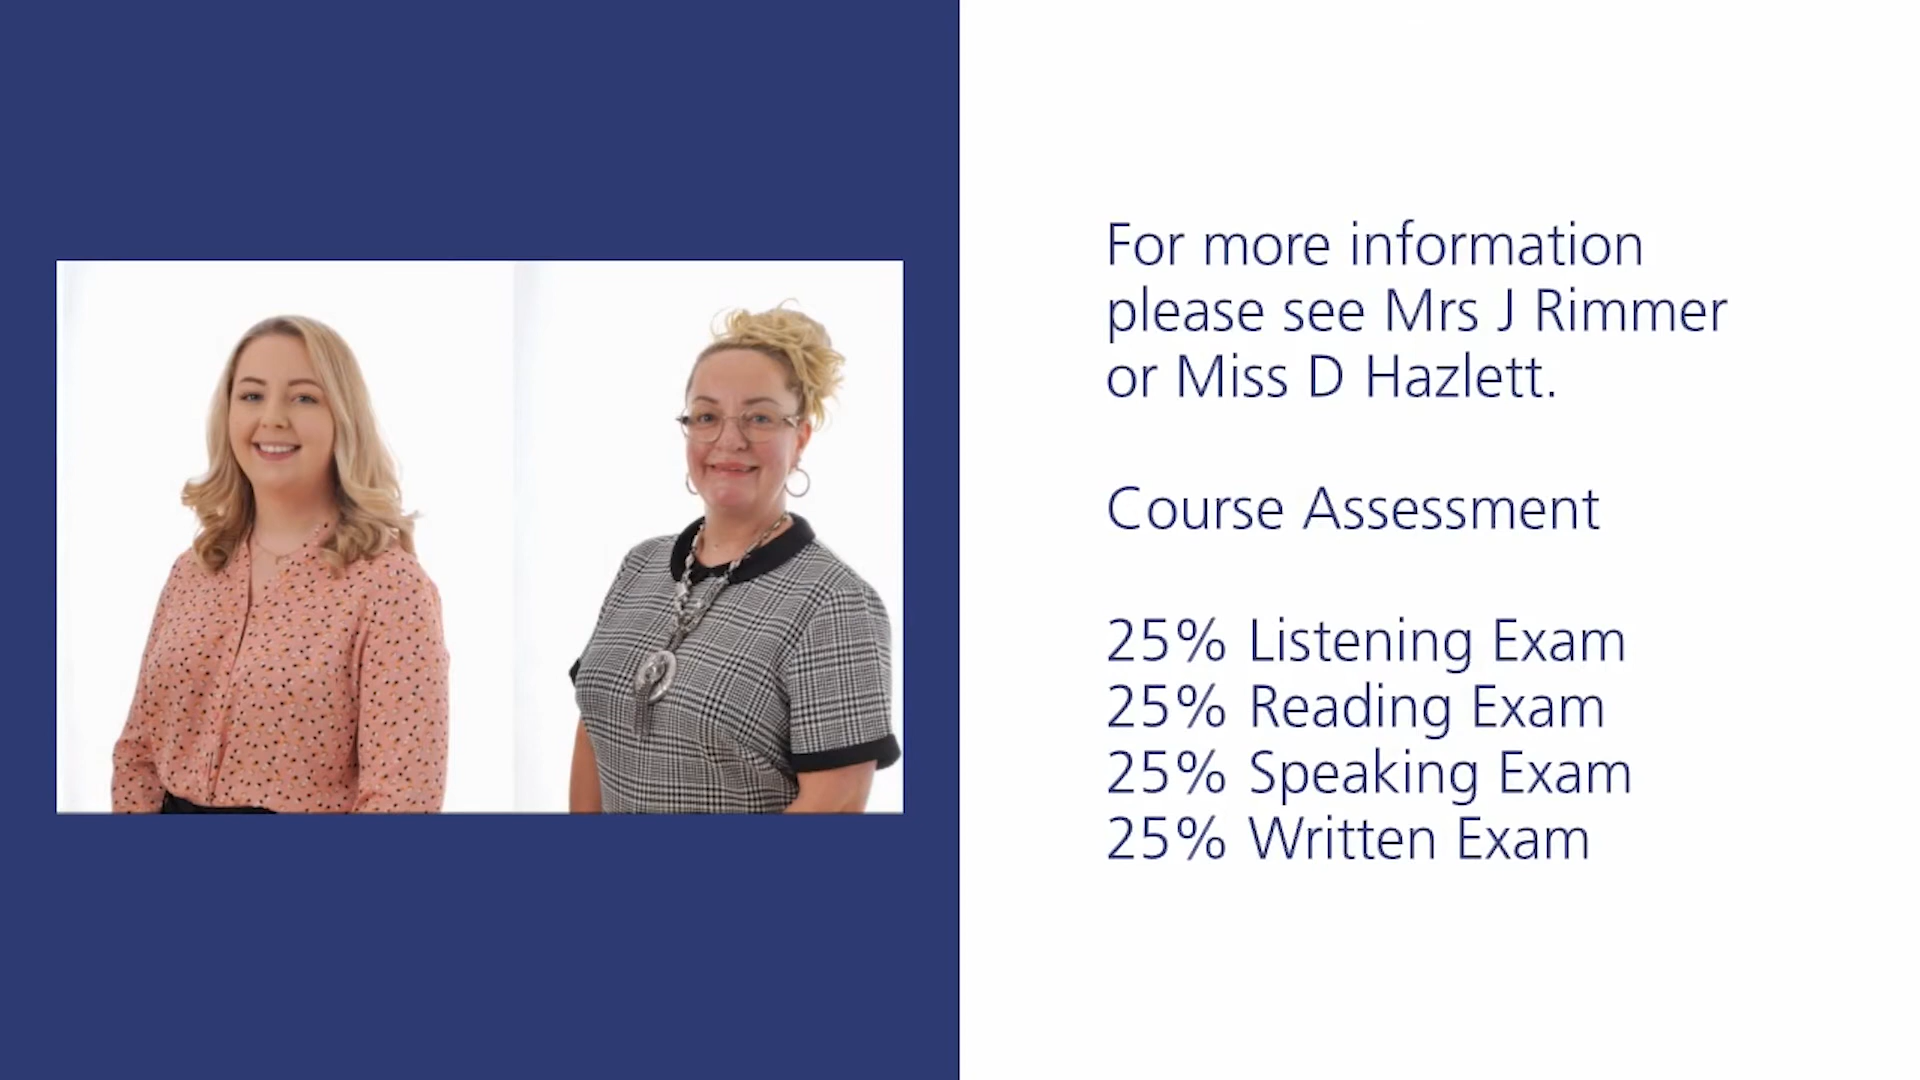 For more information
please see Mrs J Rimmer
or Miss D Hazlett.
Course Assessment
25% Listening Exam
25% Reading Exam
25% Speaking Exam
25% Written Exam